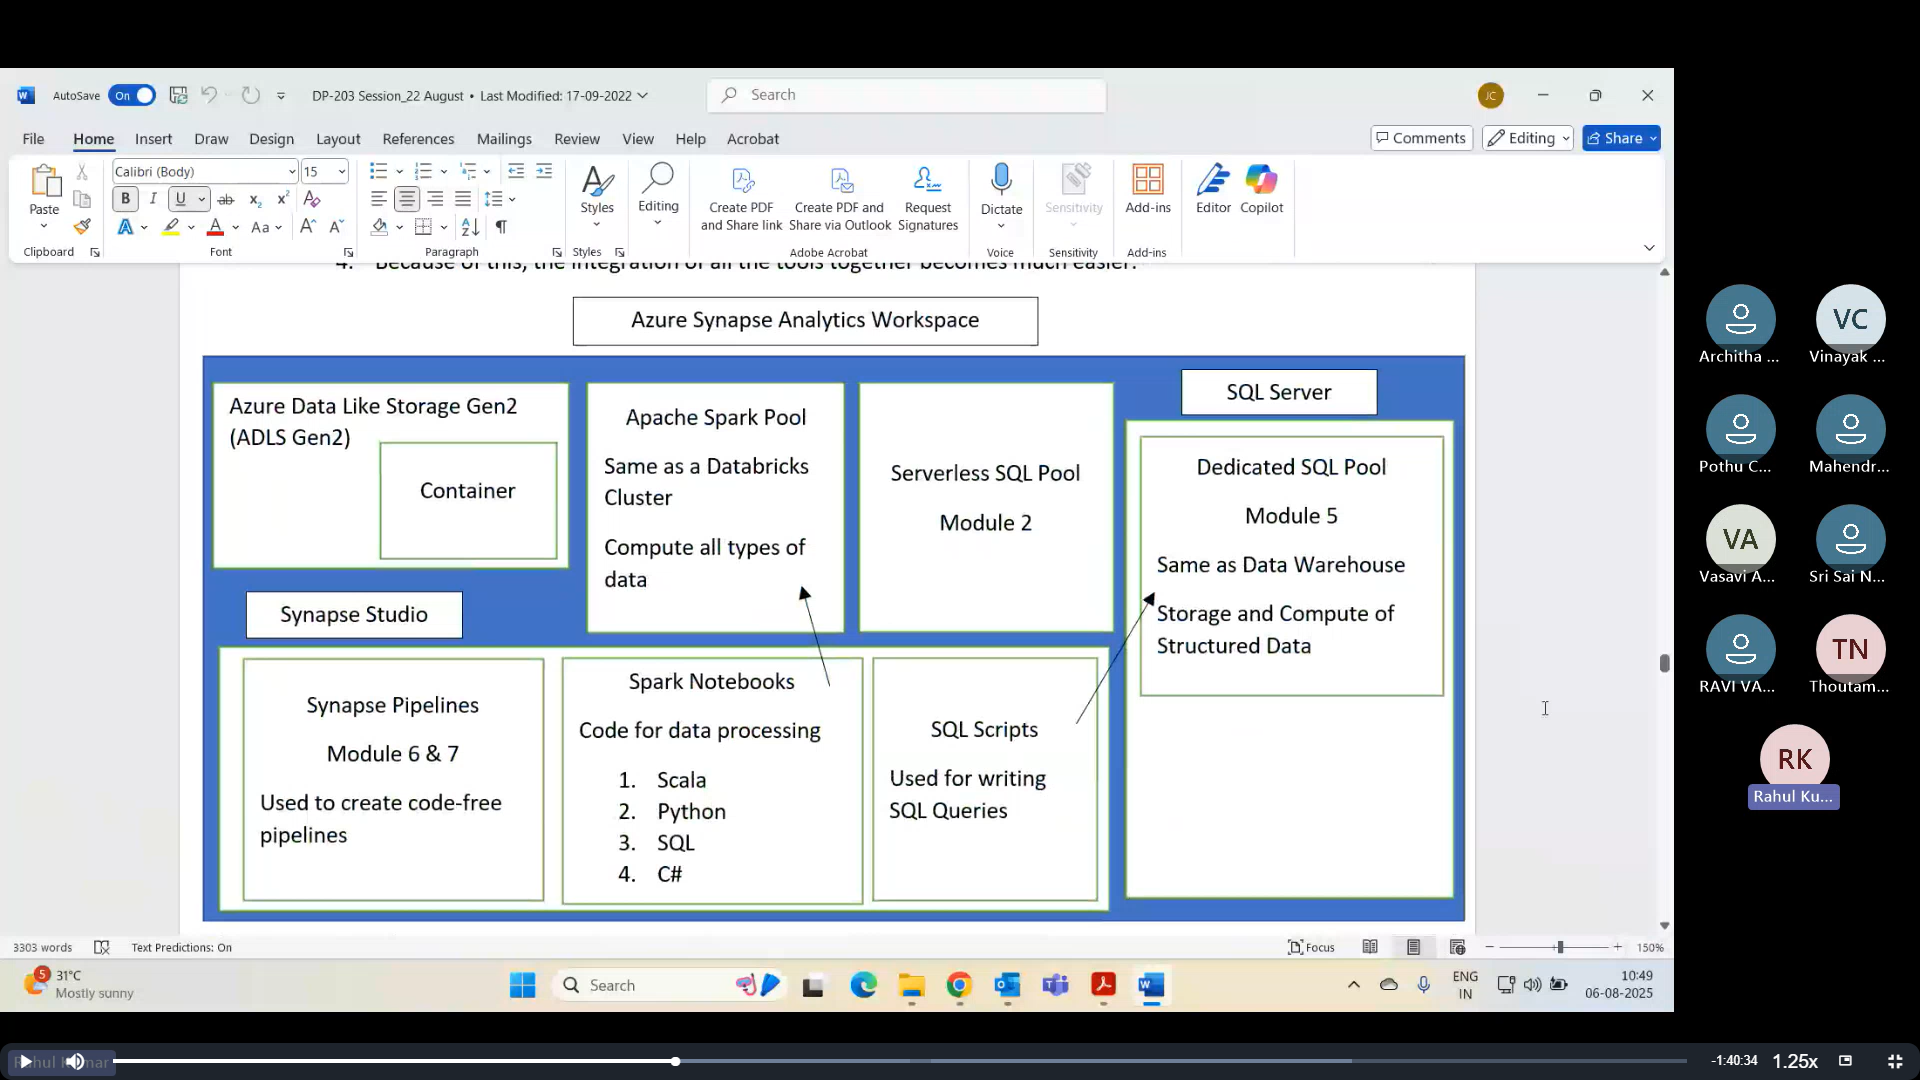 AutoSave On DP-203 Session_22 August • Last Modified: 17-09-2022 Search JC
File Home Insert Draw Design Layout References Mailings Review View Help Acrobat Comments Editing Share
Calibri (Body) 15
Paste
B I U ab x₂ x²
A A Aa A A
Styles
Editing
Create PDF and Share link
Create PDF and Share via Outlook
Request Signatures
Dictate
Sensitivity
Add-ins
Editor
Copilot
Clipboard Font Paragraph Styles Adobe Acrobat Voice Sensitivity Add-ins
4. Because of this, the integration of all the tools together becomes much easier.
Azure Synapse Analytics Workspace
Azure Data Like Storage Gen2
(ADLS Gen2)
Container
Apache Spark Pool
Same as a Databricks
Cluster
Compute all types of
data
Serverless SQL Pool
Module 2
SQL Server
Dedicated SQL Pool
Module 5
Same as Data Warehouse
Storage and Compute of
Structured Data
Synapse Studio
Synapse Pipelines
Module 6 & 7
Used to create code-free
pipelines
Spark Notebooks
Code for data processing
1. Scala
2. Python
3. SQL
4. C#
SQL Scripts
Used for writing
SQL Queries
3303 words Text Predictions: On Focus 150%
5 31°C
Mostly sunny
Search
ENG
IN
10:49
06-08-2025
Architha ...
VC
Vinayak ...
Pothu C...
Mahendr...
VA
Vasavi A...
Sri Sai N...
RAVI VA...
TN
Thoutam...
RK
Rahul Ku...
Rahul Kumar
-1:40:34 1.25x